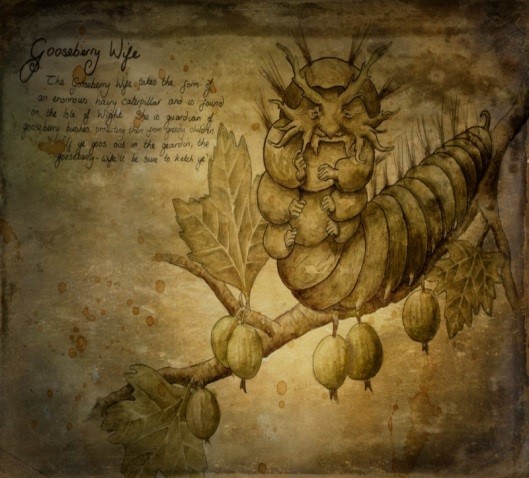 Gooseberry Wife
The Gooseberry Wife takes the form of
an enormous hairy caterpillar and is found
on the Isle of Wight. She is guardian of
gooseberry bushes, protecting them from greedy children.
"If ye goes out in the gearden, the
gooseberry-wife'll be sure to ketch ye"